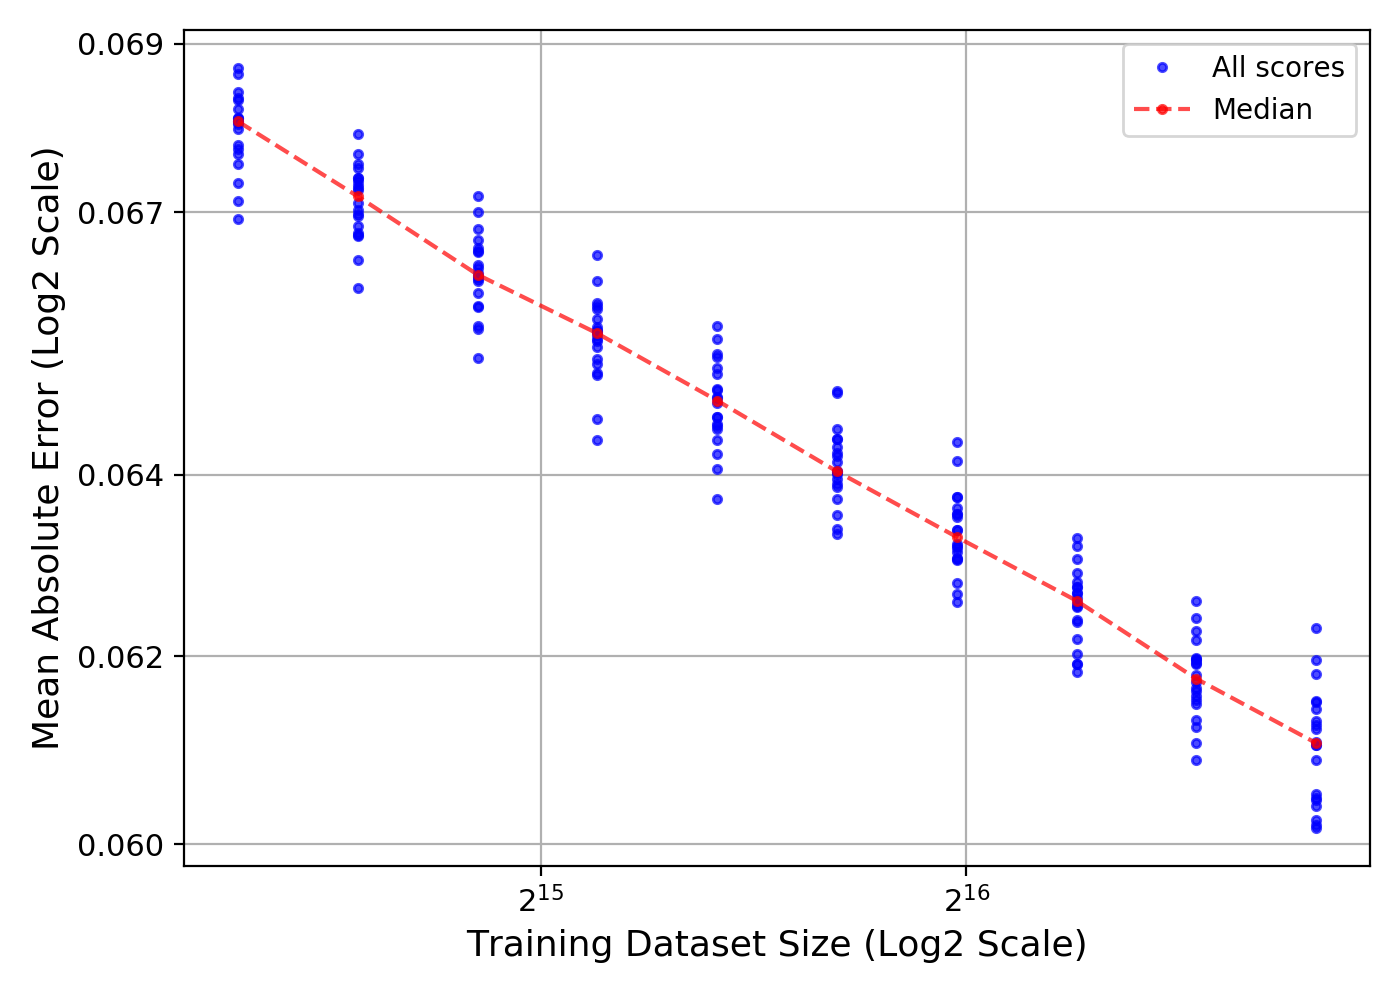 0.069
0.067
0.064
0.062
0.060
Mean Absolute Error (Log2 Scale)
All scores
Median
2^15
2^16
Training Dataset Size (Log2 Scale)